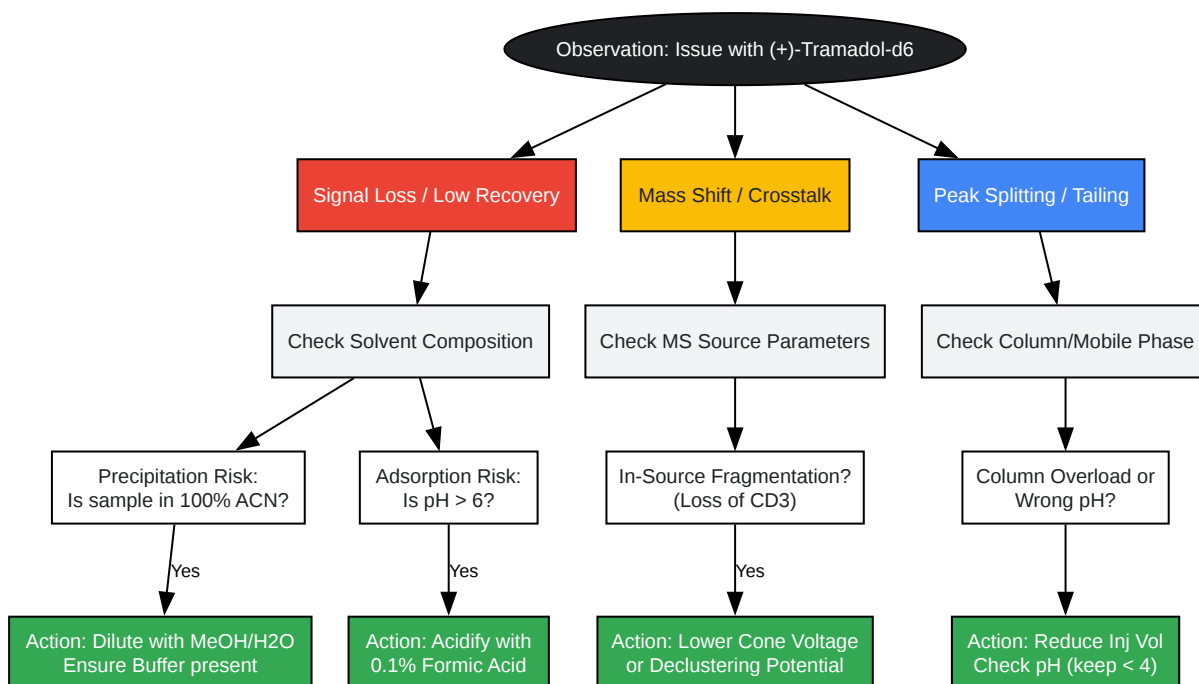 Observation: Issue with (+)-Tramadol-d6
Signal Loss / Low Recovery
Mass Shift / Crosstalk
Peak Splitting / Tailing
Check Solvent Composition
Check MS Source Parameters
Check Column/Mobile Phase
Precipitation Risk:
Is sample in 100% ACN?
Adsorption Risk:
Is pH > 6?
In-Source Fragmentation?
(Loss of CD3)
Column Overload or
Wrong pH?
Yes
Yes
Yes
Action: Dilute with MeOH/H2O
Ensure Buffer present
Action: Acidify with
0.1% Formic Acid
Action: Lower Cone Voltage
or Declustering Potential
Action: Reduce Inj Vol
Check pH (keep < 4)